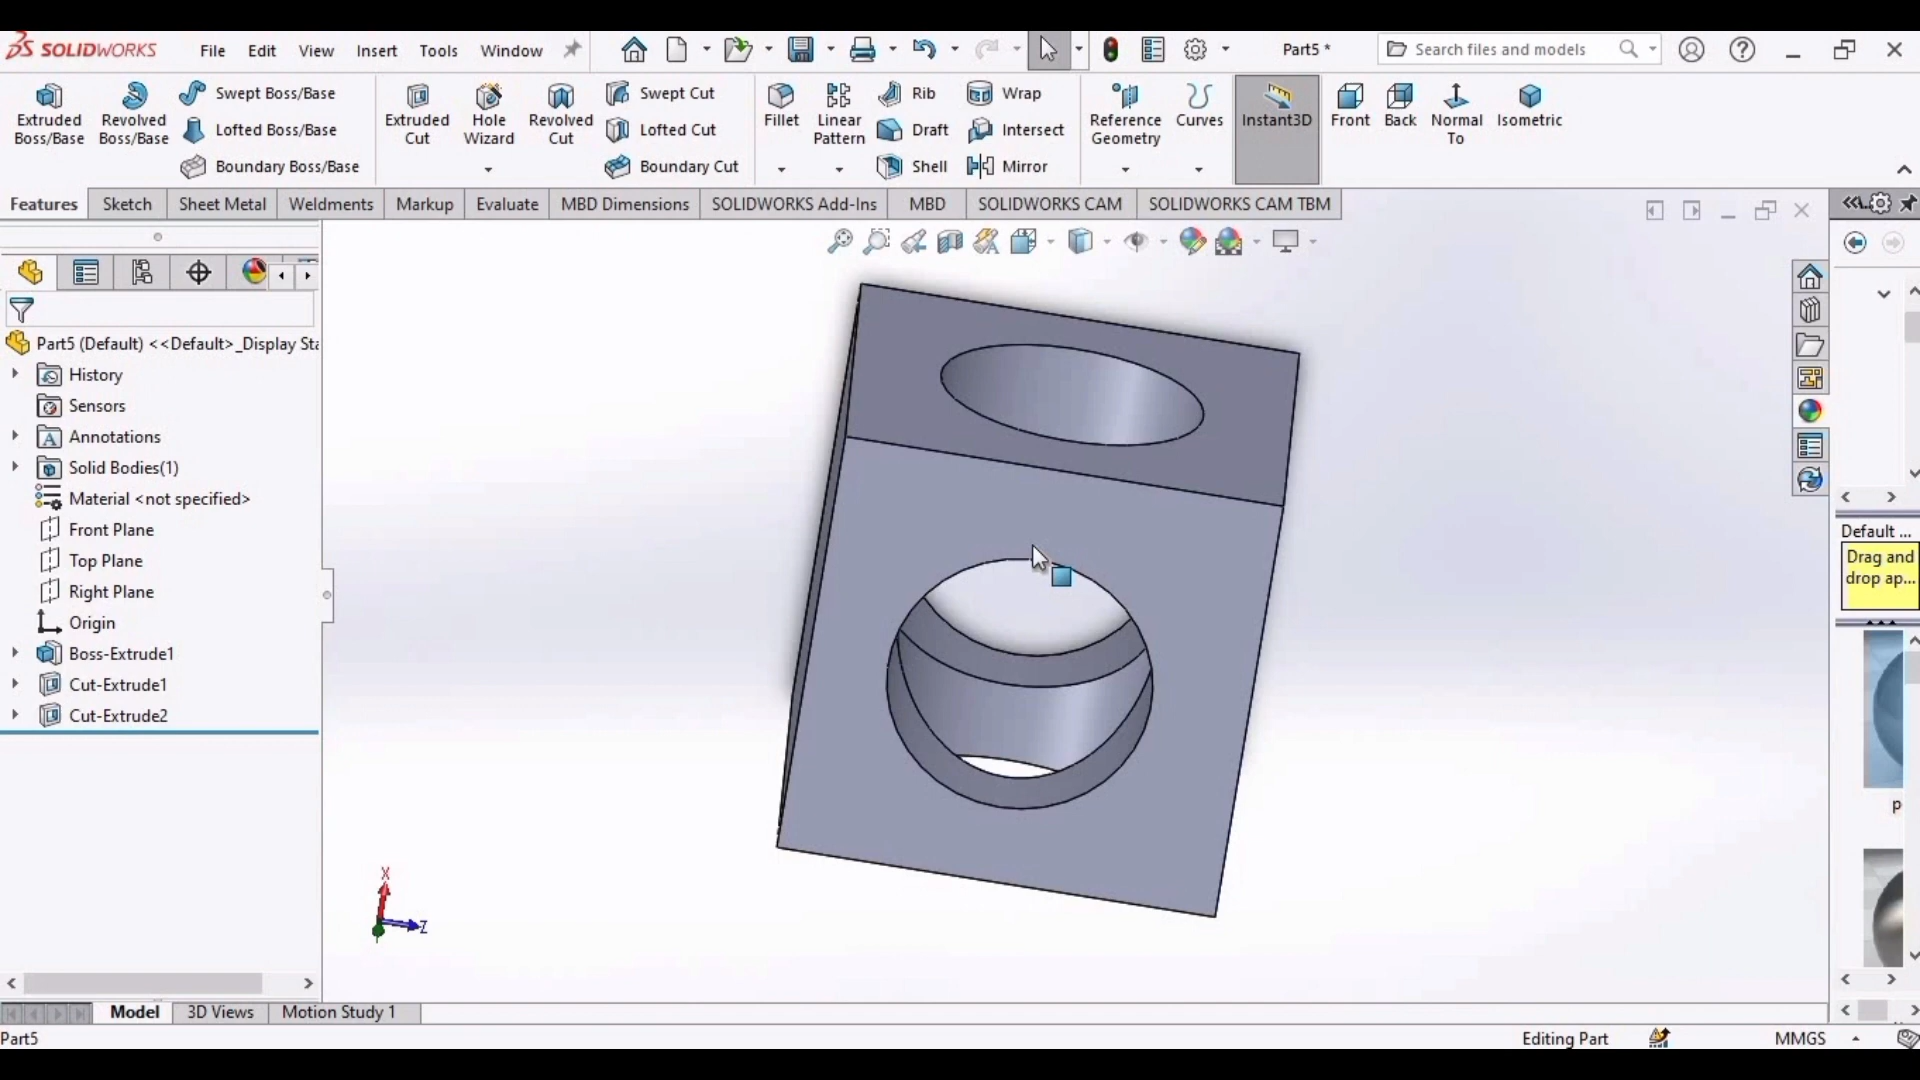 SOLIDWORKS File Edit View Insert Tools Window Part5 * Search files and models
Extruded Boss/Base
Revolved Boss/Base
Swept Boss/Base
Lofted Boss/Base
Boundary Boss/Base
Extruded Cut
Hole Wizard
Revolved Cut
Swept Cut
Lofted Cut
Boundary Cut
Fillet
Linear Pattern
Rib
Draft
Shell
Wrap
Intersect
Mirror
Reference Geometry
Curves
Instant3D
Front
Back
Normal To
Isometric
Features Sketch Sheet Metal Weldments Markup Evaluate MBD Dimensions SOLIDWORKS Add-Ins MBD SOLIDWORKS CAM SOLIDWORKS CAM TBM
Part5 (Default) <<Default>_Display Sta
History
Sensors
Annotations
Solid Bodies(1)
Material <not specified>
Front Plane
Top Plane
Right Plane
Origin
Boss-Extrude1
Cut-Extrude1
Cut-Extrude2
X
Z
Default ...
Drag and
drop ap...
p
Model 3D Views Motion Study 1
Part5 Editing Part MMGS